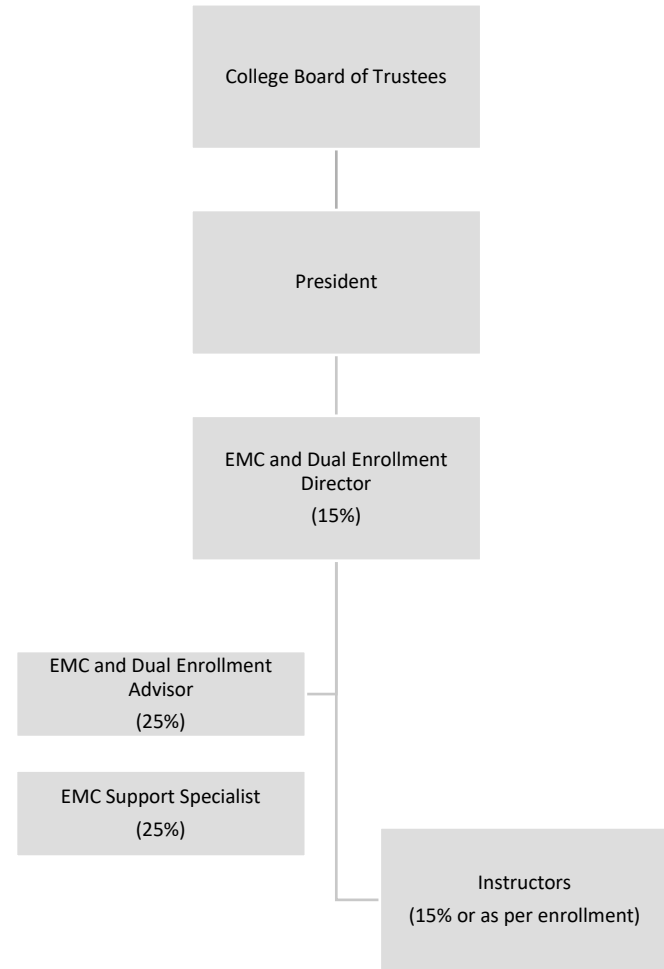 College Board of Trustees
President
EMC and Dual Enrollment
Director
(15%)
EMC and Dual Enrollment
Advisor
(25%)
EMC Support Specialist
(25%)
Instructors
(15% or as per enrollment)